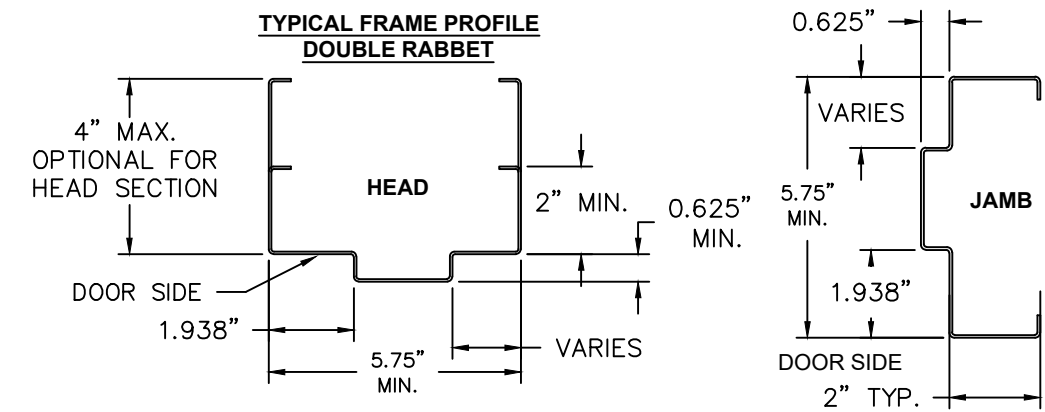 TYPICAL FRAME PROFILE
DOUBLE RABBET
4” MAX.
OPTIONAL FOR
HEAD SECTION
HEAD
2” MIN.
0.625”
MIN.
DOOR SIDE
1.938”
5.75”
MIN.
VARIES
0.625”
VARIES
5.75”
MIN.
JAMB
1.938”
DOOR SIDE
2” TYP.